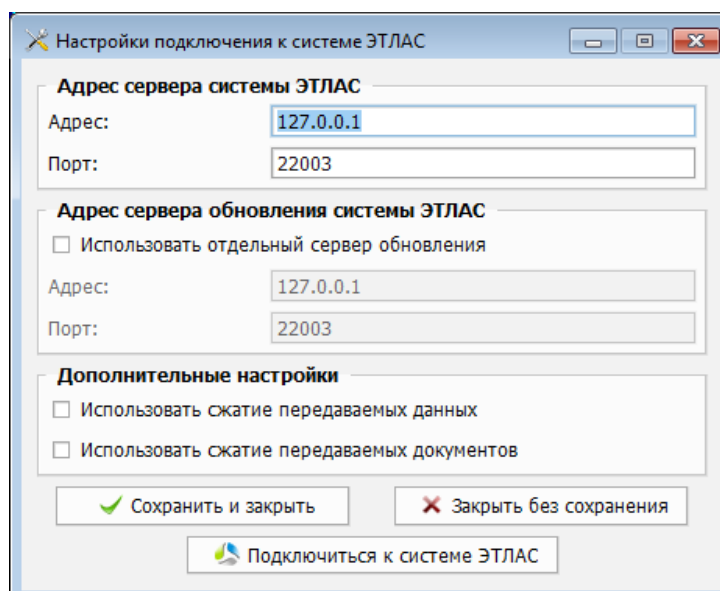 Настройки подключения к системе ЭТЛАС
Адрес сервера системы ЭТЛАС
Адрес: 127.0.0.1
Порт: 22003
Адрес сервера обновления системы ЭТЛАС
Использовать отдельный сервер обновления
Адрес: 127.0.0.1
Порт: 22003
Дополнительные настройки
Использовать сжатие передаваемых данных
Использовать сжатие передаваемых документов
Сохранить и закрыть Закрыть без сохранения
Подключиться к системе ЭТЛАС